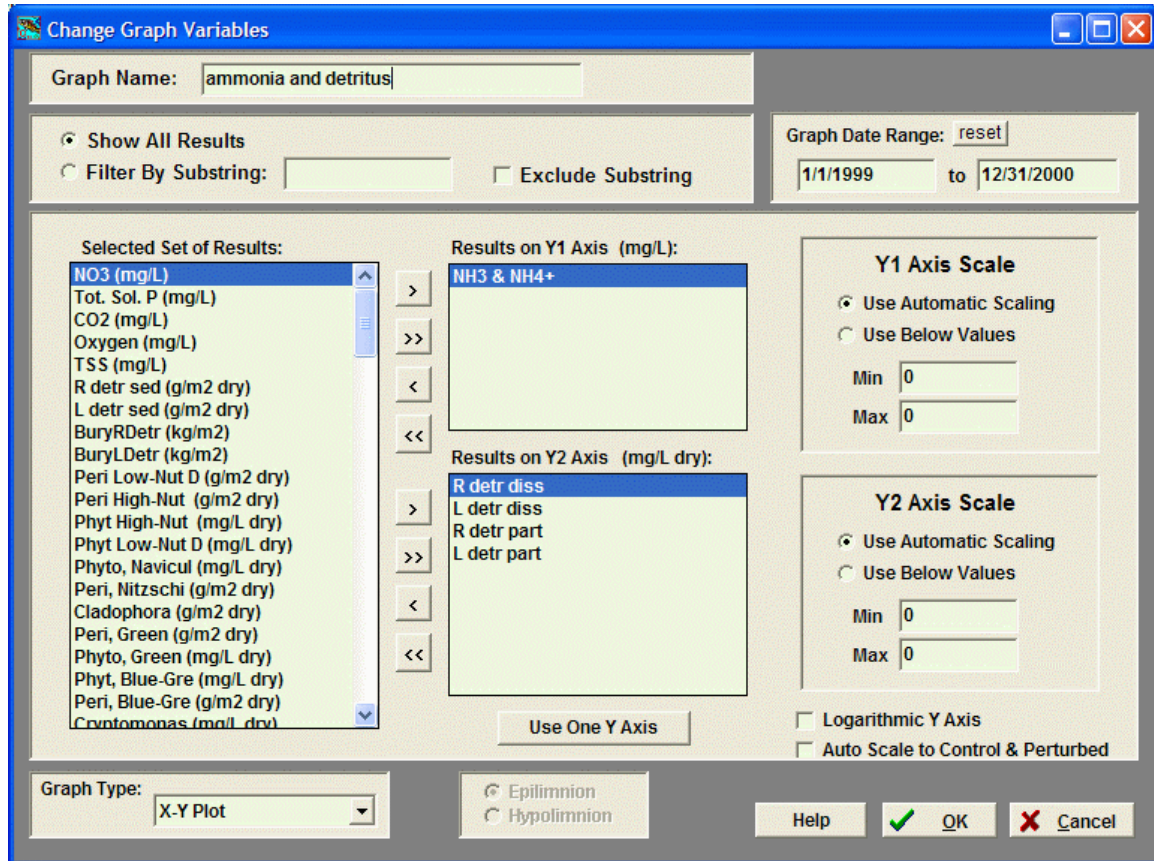 Change Graph Variables
Graph Name: ammonia and detritus
Show All Results
Filter By Substring:
Exclude Substring
Graph Date Range: reset
1/1/1999 to 12/31/2000
Selected Set of Results:
NO3 (mg/L)
Tot. Sol. P (mg/L)
CO2 (mg/L)
Oxygen (mg/L)
TSS (mg/L)
R detr sed (g/m2 dry)
L detr sed (g/m2 dry)
BuryRDetr (kg/m2)
BuryLDetr (kg/m2)
Peri Low-Nut D (g/m2 dry)
Peri High-Nut (g/m2 dry)
Phyt High-Nut (mg/L dry)
Phyt Low-Nut D (mg/L dry)
Phyto, Navicul (mg/L dry)
Peri, Nitzschi (g/m2 dry)
Cladophora (g/m2 dry)
Peri, Green (g/m2 dry)
Phyto, Green (mg/L dry)
Phyt, Blue-Gre (mg/L dry)
Peri, Blue-Gre (g/m2 dry)
Cryptomonas (mg/L dry)
>
>>
<
<<
>
>>
<
<<
Results on Y1 Axis (mg/L):
NH3 & NH4+
Results on Y2 Axis (mg/L dry):
R detr diss
L detr diss
R detr part
L detr part
Use One Y Axis
Y1 Axis Scale
Use Automatic Scaling
Use Below Values
Min 0
Max 0
Y2 Axis Scale
Use Automatic Scaling
Use Below Values
Min 0
Max 0
Logarithmic Y Axis
Auto Scale to Control & Perturbed
Graph Type:
X-Y Plot
Epilimnion
Hypolimnion
Help
OK
Cancel